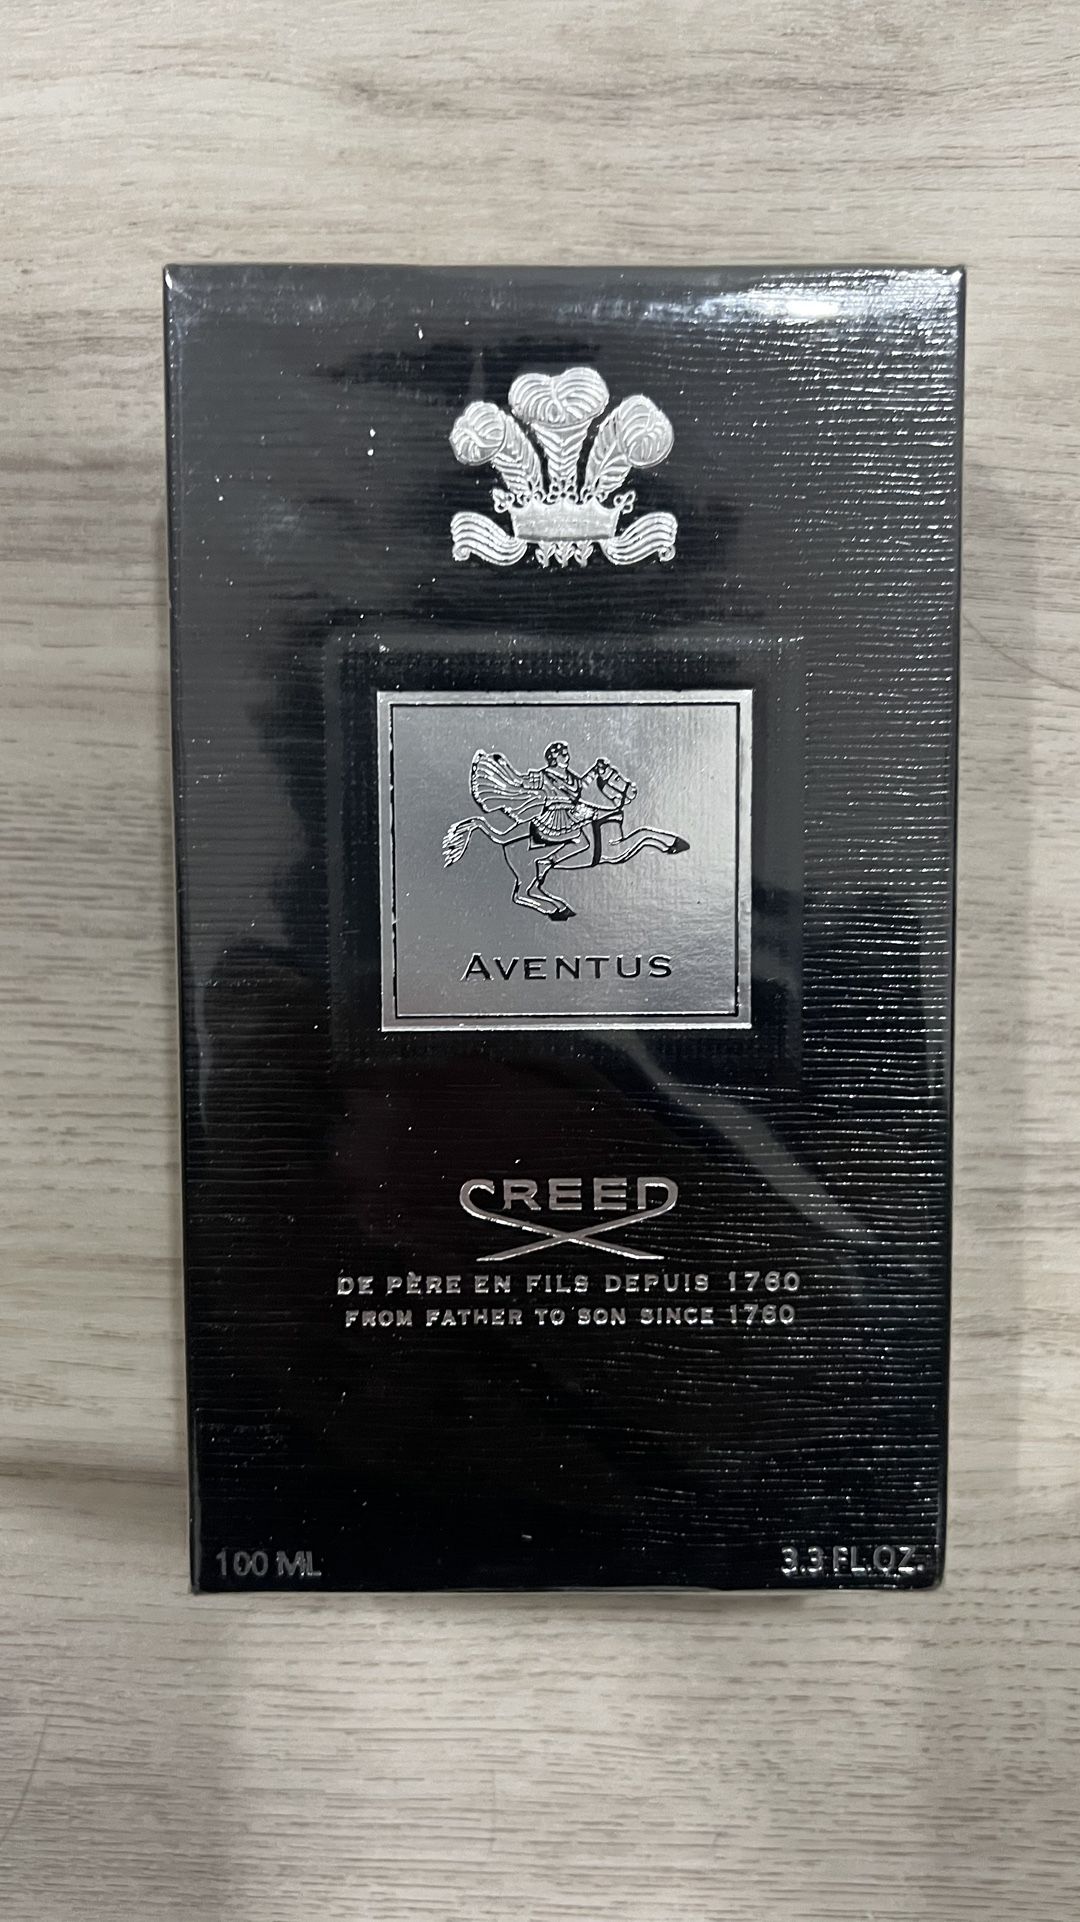 AVENTUS
CREED
DE PÈRE EN FILS DEPUIS 1760
FROM FATHER TO SON SINCE 1760
100 ML
3.3 FL.OZ.